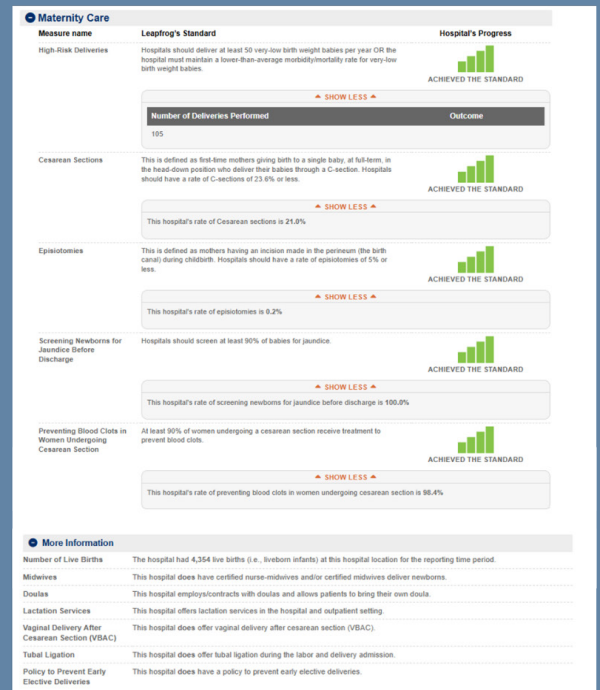 Maternity Care
Measure name Leapfrog's Standard Hospital's Progress
High-Risk Deliveries
Hospitals should deliver at least 50 very-low birth weight babies per year OR the
hospital must maintain a lower-than-average morbidity/mortality rate for very-low
birth weight babies.
ACHIEVED THE STANDARD
SHOW LESS
Number of Deliveries Performed Outcome
105
Cesarean Sections
This is defined as first-time mothers giving birth to a single baby, at full-term, in
the head-down position who deliver their babies through a C-section. Hospitals
should have a rate of C-sections of 23.6% or less.
ACHIEVED THE STANDARD
SHOW LESS
This hospital's rate of Cesarean sections is 21.0%
Episiotomies
This is defined as mothers having an incision made in the perineum (the birth
canal) during childbirth. Hospitals should have a rate of episiotomies of 5% or
less.
ACHIEVED THE STANDARD
SHOW LESS
This hospital's rate of episiotomies is 0.2%
Screening Newborns for
Jaundice Before
Discharge
Hospitals should screen at least 90% of babies for jaundice.
ACHIEVED THE STANDARD
SHOW LESS
This hospital's rate of screening newborns for jaundice before discharge is 100.0%
Preventing Blood Clots in
Women Undergoing
Cesarean Section
At least 90% of women undergoing a cesarean section receive treatment to
prevent blood clots.
ACHIEVED THE STANDARD
SHOW LESS
This hospital's rate of preventing blood clots in women undergoing cesarean section is 98.4%
More Information
Number of Live Births The hospital had 4,354 live births (i.e., liveborn infants) at this hospital location for the reporting time period.
Midwives This hospital does have certified nurse-midwives and/or certified midwives deliver newborns.
Doulas This hospital employs/contracts with doulas and allows patients to bring their own doula.
Lactation Services This hospital offers lactation services in the hospital and outpatient setting.
Vaginal Delivery After
Cesarean Section (VBAC)
This hospital does offer vaginal delivery after cesarean section (VBAC).
Tubal Ligation This hospital does offer tubal ligation during the labor and delivery admission.
Policy to Prevent Early
Elective Deliveries
This hospital does have a policy to prevent early elective deliveries.